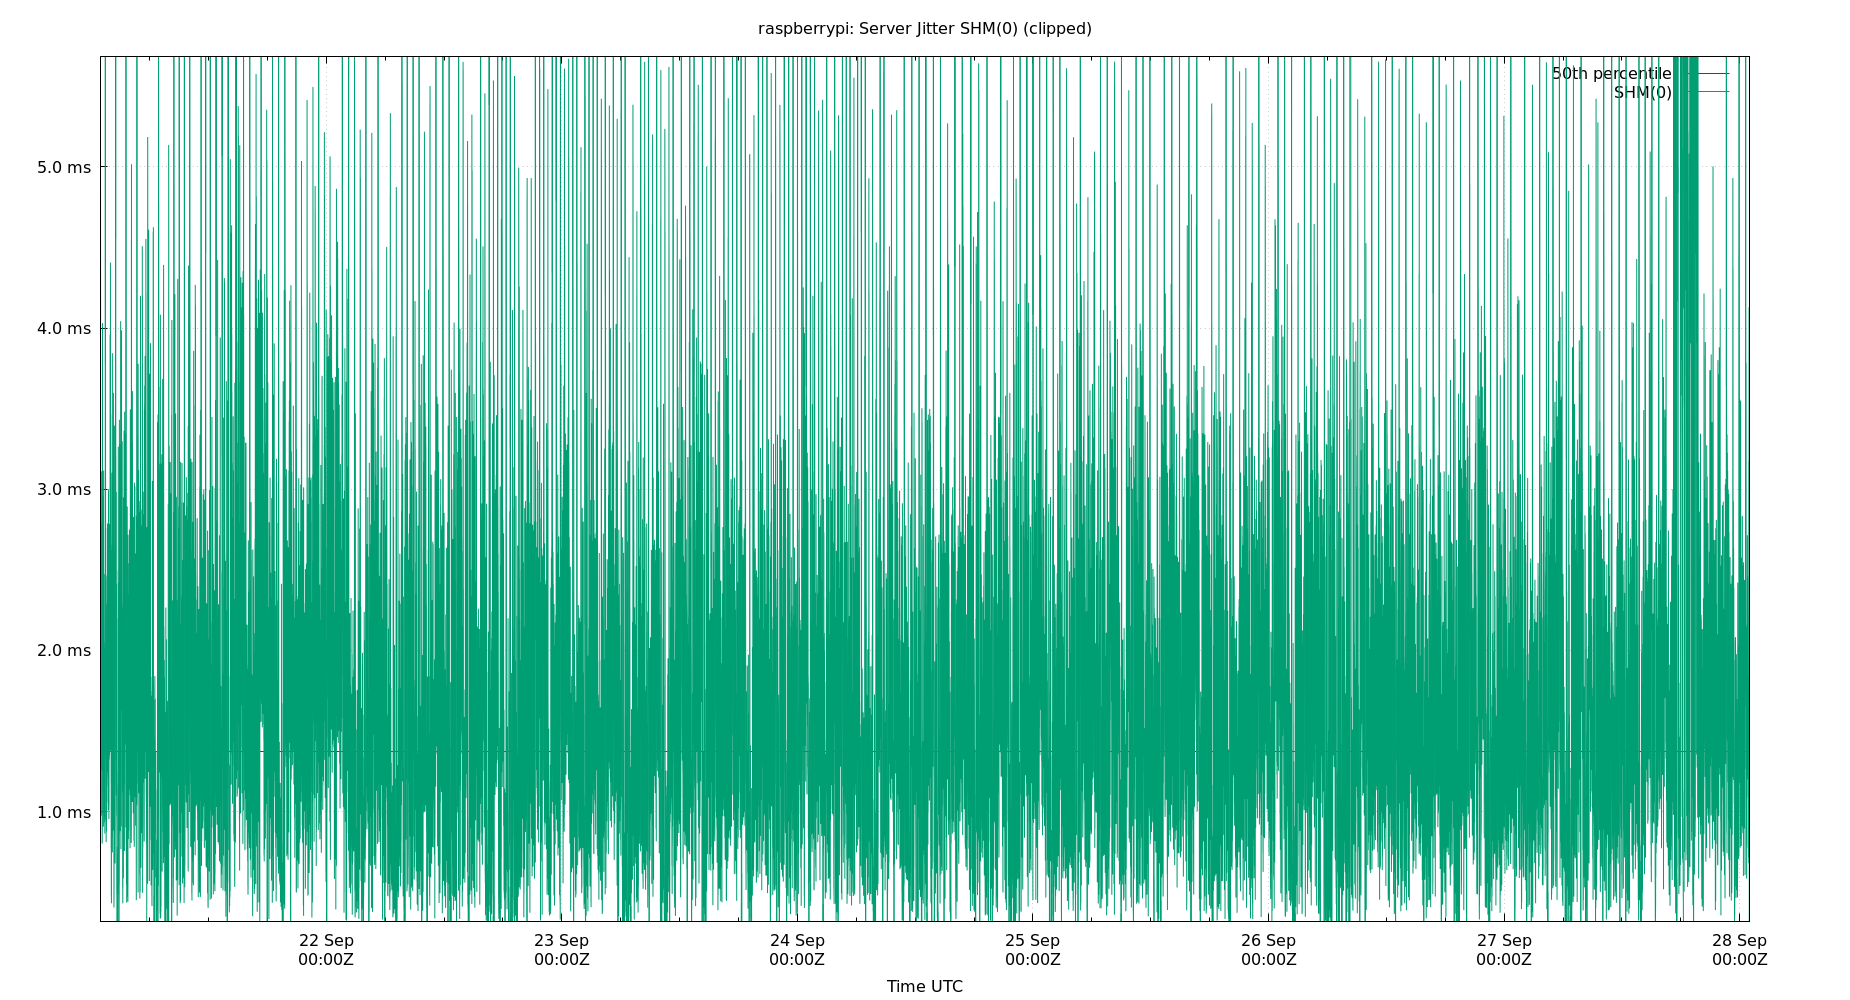 raspberrypi: Server Jitter SHM(0) (clipped)
50th percentile
SHM(0)
5.0 ms
4.0 ms
3.0 ms
2.0 ms
1.0 ms
22 Sep 23 Sep 24 Sep 25 Sep 26 Sep 27 Sep 28 Sep
00:00Z 00:00Z 00:00Z 00:00Z 00:00Z 00:00Z 00:00Z
Time UTC